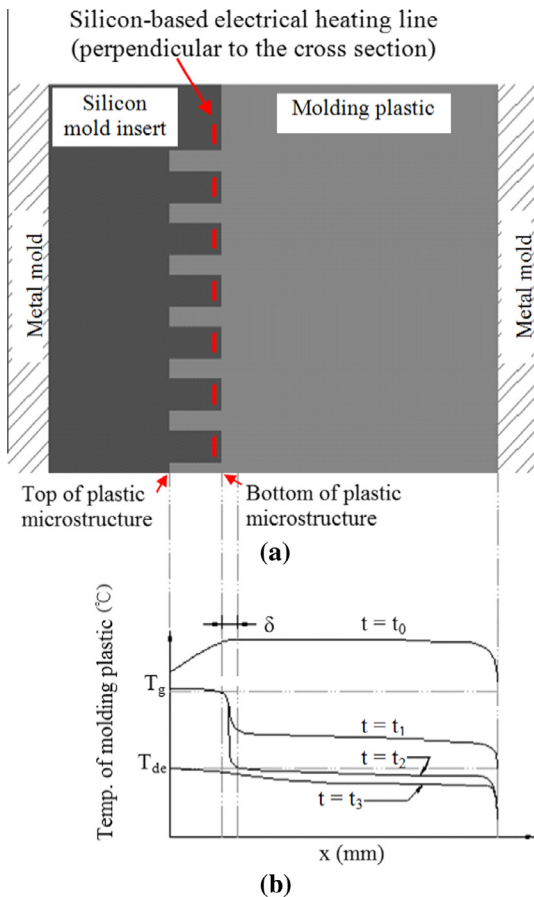 Silicon-based electrical heating line
(perpendicular to the cross section)
Silicon
mold insert
Molding plastic
Metal mold
Metal mold
Top of plastic
microstructure
Bottom of plastic
microstructure
(a)
Temp. of molding plastic (℃)
δ
t = t0
Tg
t = t1
t = t2
Tde
t = t3
x (mm)
(b)